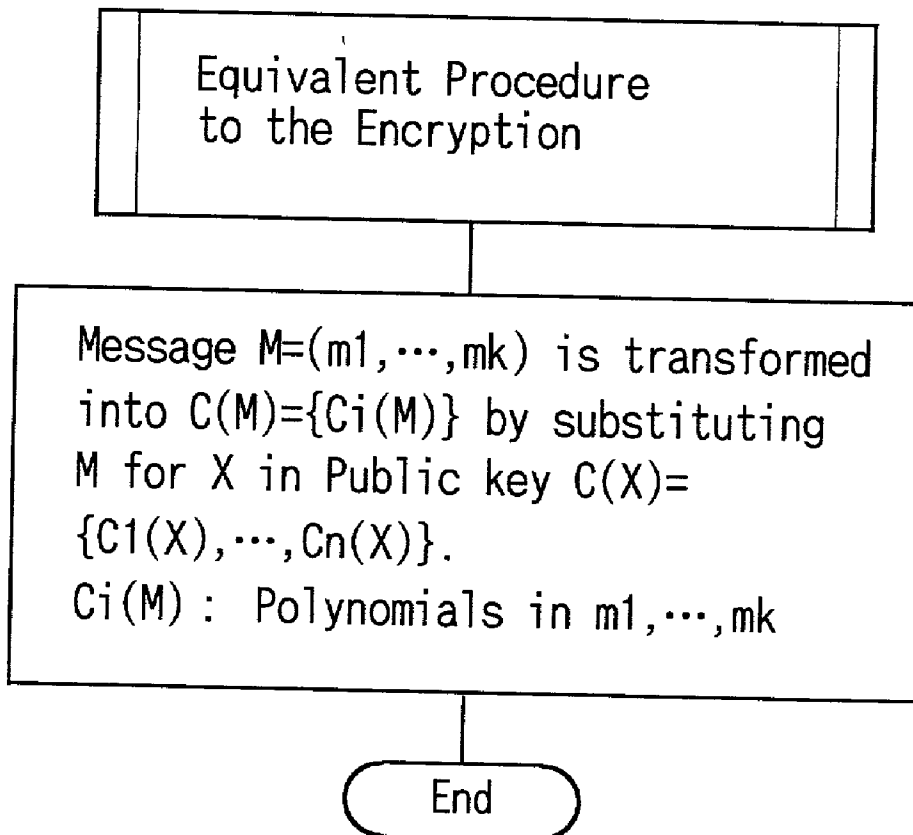 Equivalent Procedure
to the Encryption
Message M=(m1,⋯,mk) is transformed
into C(M)={Ci(M)} by substituting
M for X in Public key C(X)=
{C1(X),⋯,Cn(X)}.
Ci(M) : Polynomials in m1,⋯,mk
End